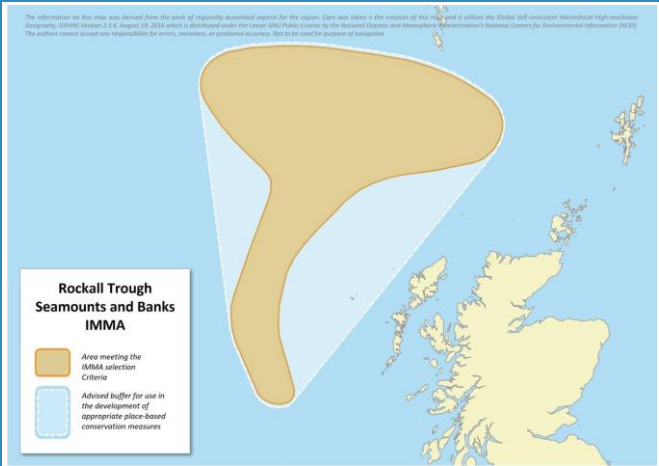 The information on this map was derived from the work of regionally assembled experts for the region. Care was taken in the creation of this map and it utilises the Global Self-consistent Hierarchical High-resolution
Geography, GSHHG Version 2.3.6. August 19, 2016 which is distributed under the Lesser GNU Public License by the National Oceanic and Atmospheric Administration's National Centers for Environmental Information (NCEI).
The authors cannot accept any responsibility for errors, omissions, or positional accuracy. Not to be used for purpose of navigation
Rockall Trough
Seamounts and Banks
IMMA
Area meeting the
IMMA selection
Criteria
Advised buffer for use in
the development of
appropriate place-based
conservation measures